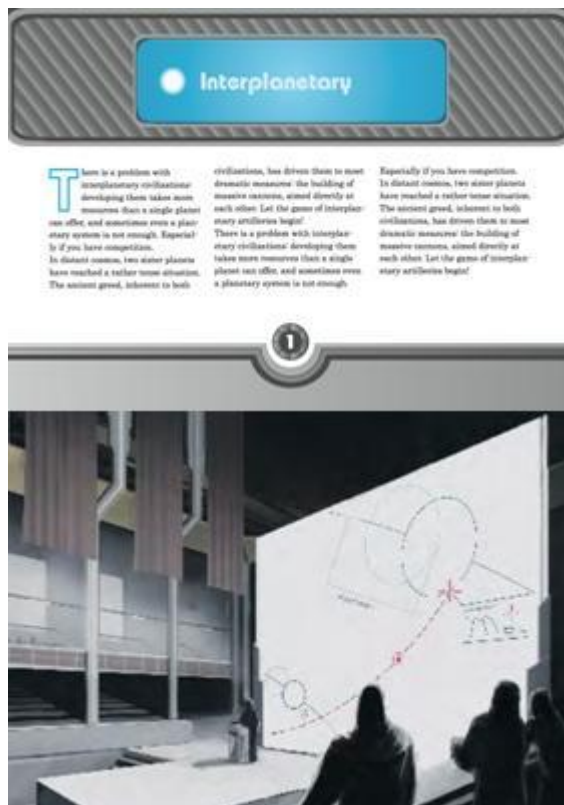 Interplanetary
There is a problem with
interplanetary civilizations:
developing them takes more
resources than a single planet
can offer, and sometimes even a plan-
etary system is not enough. Especial-
ly if you have competition.
In distant cosmos, two sister planets
have reached a rather tense situation.
The ancient greed, inherent to both
civilizations, has driven them to most
dramatic measures: the building of
massive cannons, aimed directly at
each other. Let the game of interplan-
etary artilleries begin!
There is a problem with interplan-
etary civilizations: developing them
takes more resources than a single
planet can offer, and sometimes even
a planetary system is not enough.
Especially if you have competition.
In distant cosmos, two sister planets
have reached a rather tense situation.
The ancient greed, inherent to both
civilizations, has driven them to most
dramatic measures: the building of
massive cannons, aimed directly at
each other. Let the game of interplan-
etary artilleries begin!
1